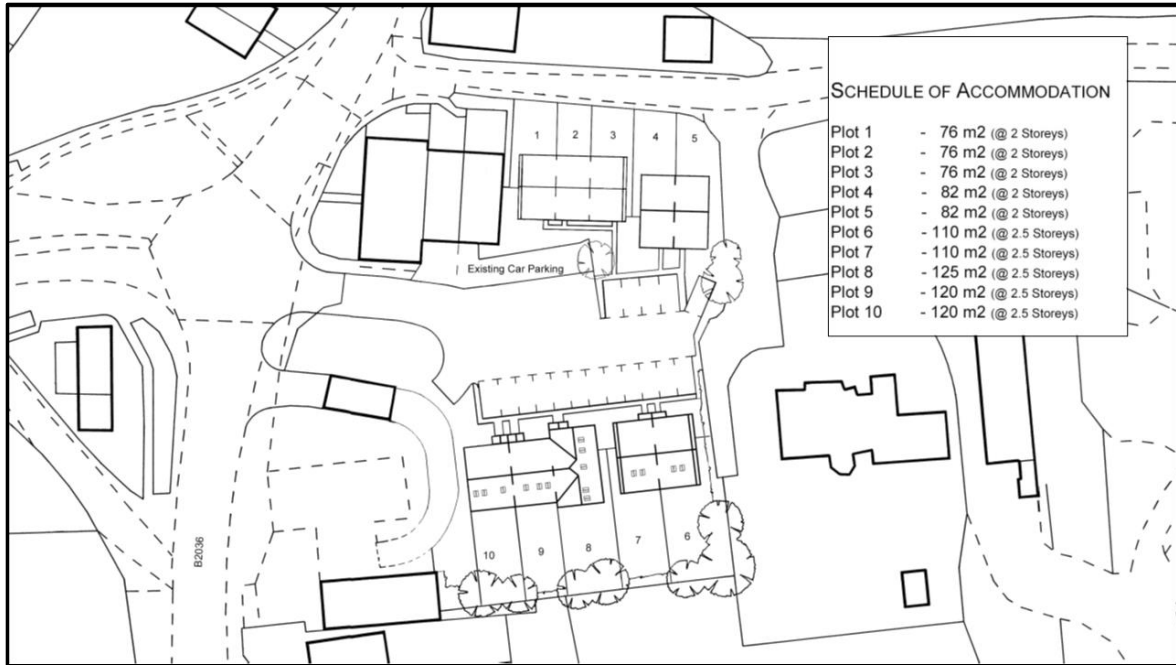 SCHEDULE OF ACCOMMODATION
Plot 1 - 76 m2 (@ 2 Storeys)
Plot 2 - 76 m2 (@ 2 Storeys)
Plot 3 - 76 m2 (@ 2 Storeys)
Plot 4 - 82 m2 (@ 2 Storeys)
Plot 5 - 82 m2 (@ 2 Storeys)
Plot 6 - 110 m2 (@ 2.5 Storeys)
Plot 7 - 110 m2 (@ 2.5 Storeys)
Plot 8 - 125 m2 (@ 2.5 Storeys)
Plot 9 - 120 m2 (@ 2.5 Storeys)
Plot 10 - 120 m2 (@ 2.5 Storeys)
1 2 3 4 5
Existing Car Parking
10 9 8 7 6
B2036